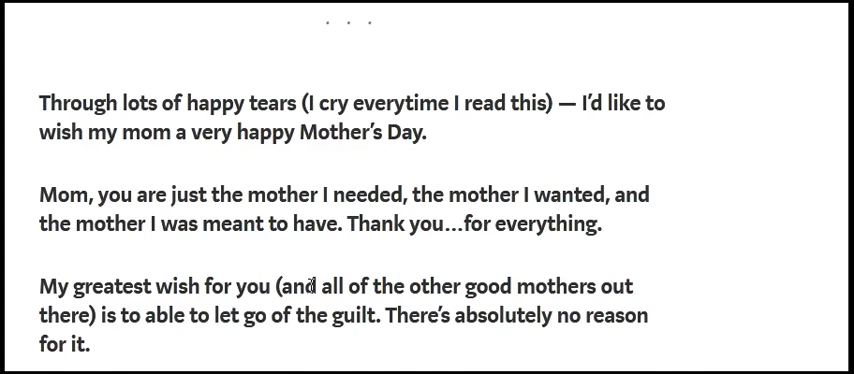 . . .
Through lots of happy tears (I cry everytime I read this) — I’d like to
wish my mom a very happy Mother’s Day.
Mom, you are just the mother I needed, the mother I wanted, and
the mother I was meant to have. Thank you...for everything.
My greatest wish for you (and all of the other good mothers out
there) is to able to let go of the guilt. There’s absolutely no reason
for it.